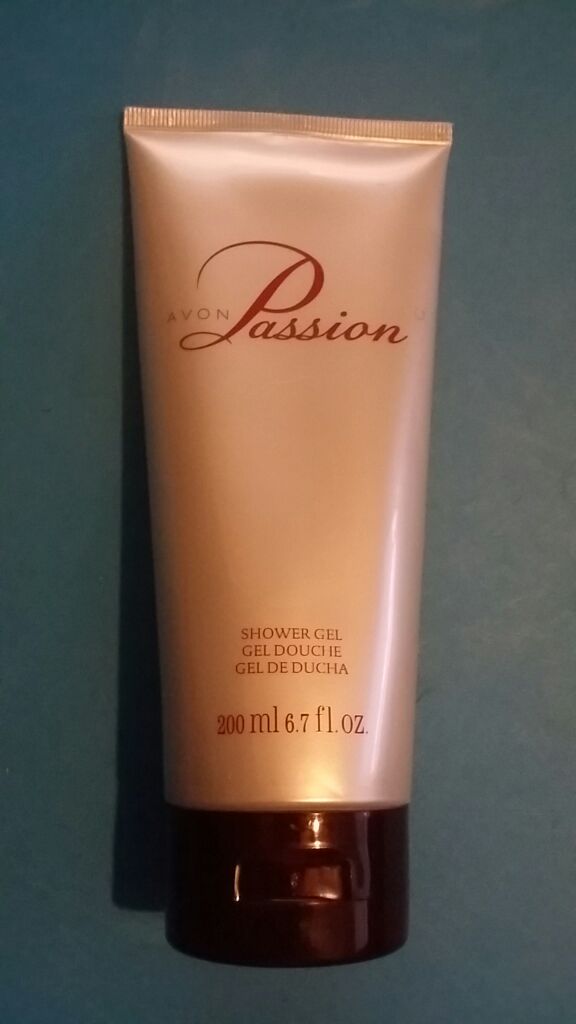 AVON Passion
SHOWER GEL
GEL DOUCHE
GEL DE DUCHA
200 ml 6.7 fl.oz.